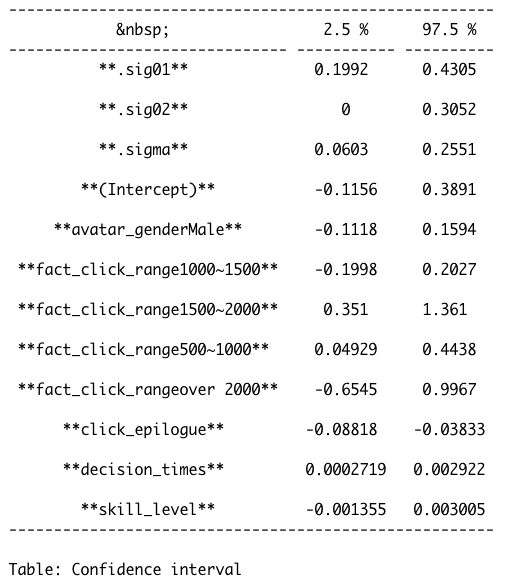 ------------------------------------------------------
&nbsp; 2.5 % 97.5 %
------------------------------- ----------- ----------
**.sig01** 0.1992 0.4305
**.sig02** 0 0.3052
**.sigma** 0.0603 0.2551
**(Intercept)** -0.1156 0.3891
**avatar_genderMale** -0.1118 0.1594
**fact_click_range1000~1500** -0.1998 0.2027
**fact_click_range1500~2000** 0.351 1.361
**fact_click_range500~1000** 0.04929 0.4438
**fact_click_rangeover 2000** -0.6545 0.9967
**click_epilogue** -0.08818 -0.03833
**decision_times** 0.0002719 0.002922
**skill_level** -0.001355 0.003005
------------------------------------------------------
Table: Confidence interval